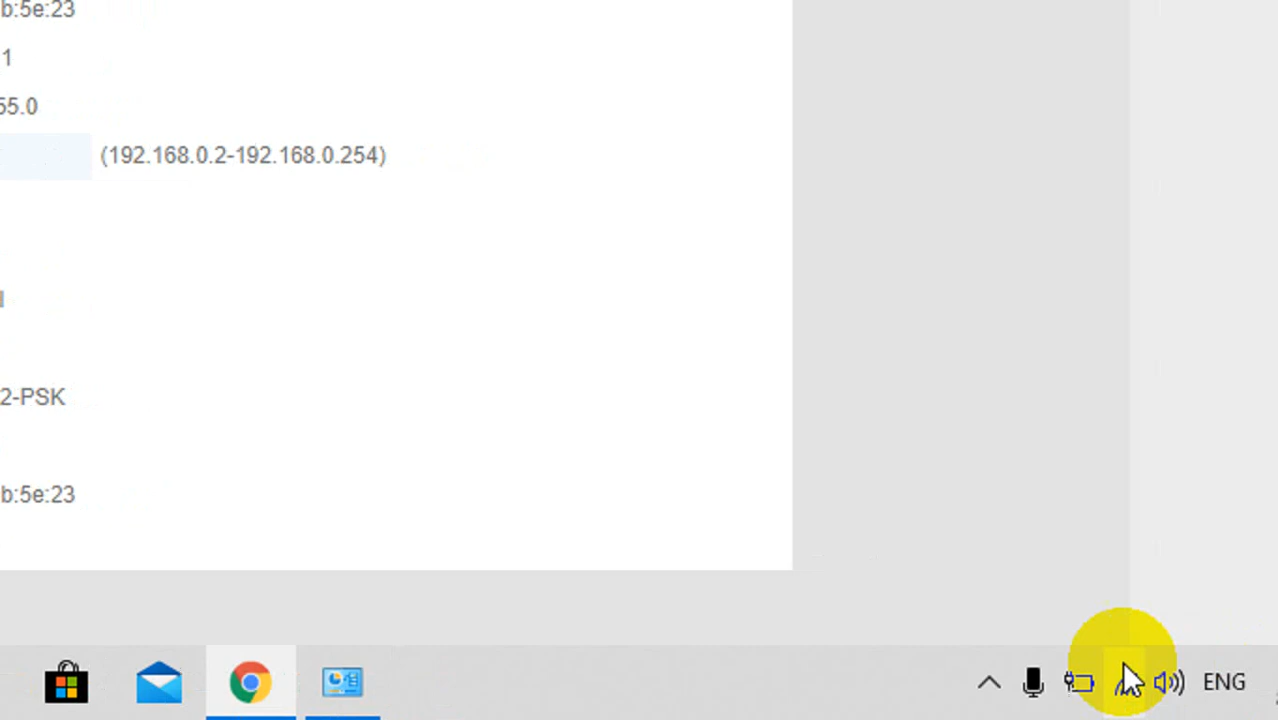 b:5e:23
1
55.0
(192.168.0.2-192.168.0.254)
2-PSK
b:5e:23
ENG